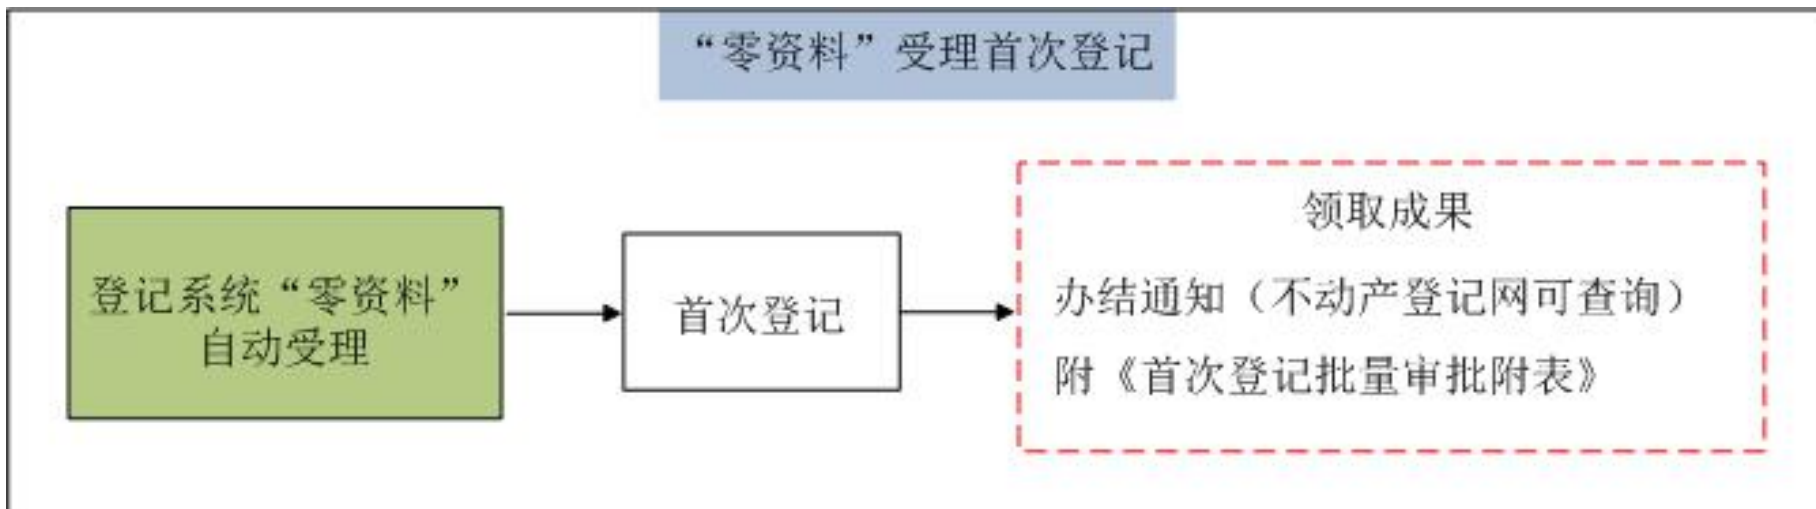 “零资料”受理首次登记
登记系统“零资料”
自动受理
首次登记
领取成果
办结通知（不动产登记网可查询）
附《首次登记批量审批附表》